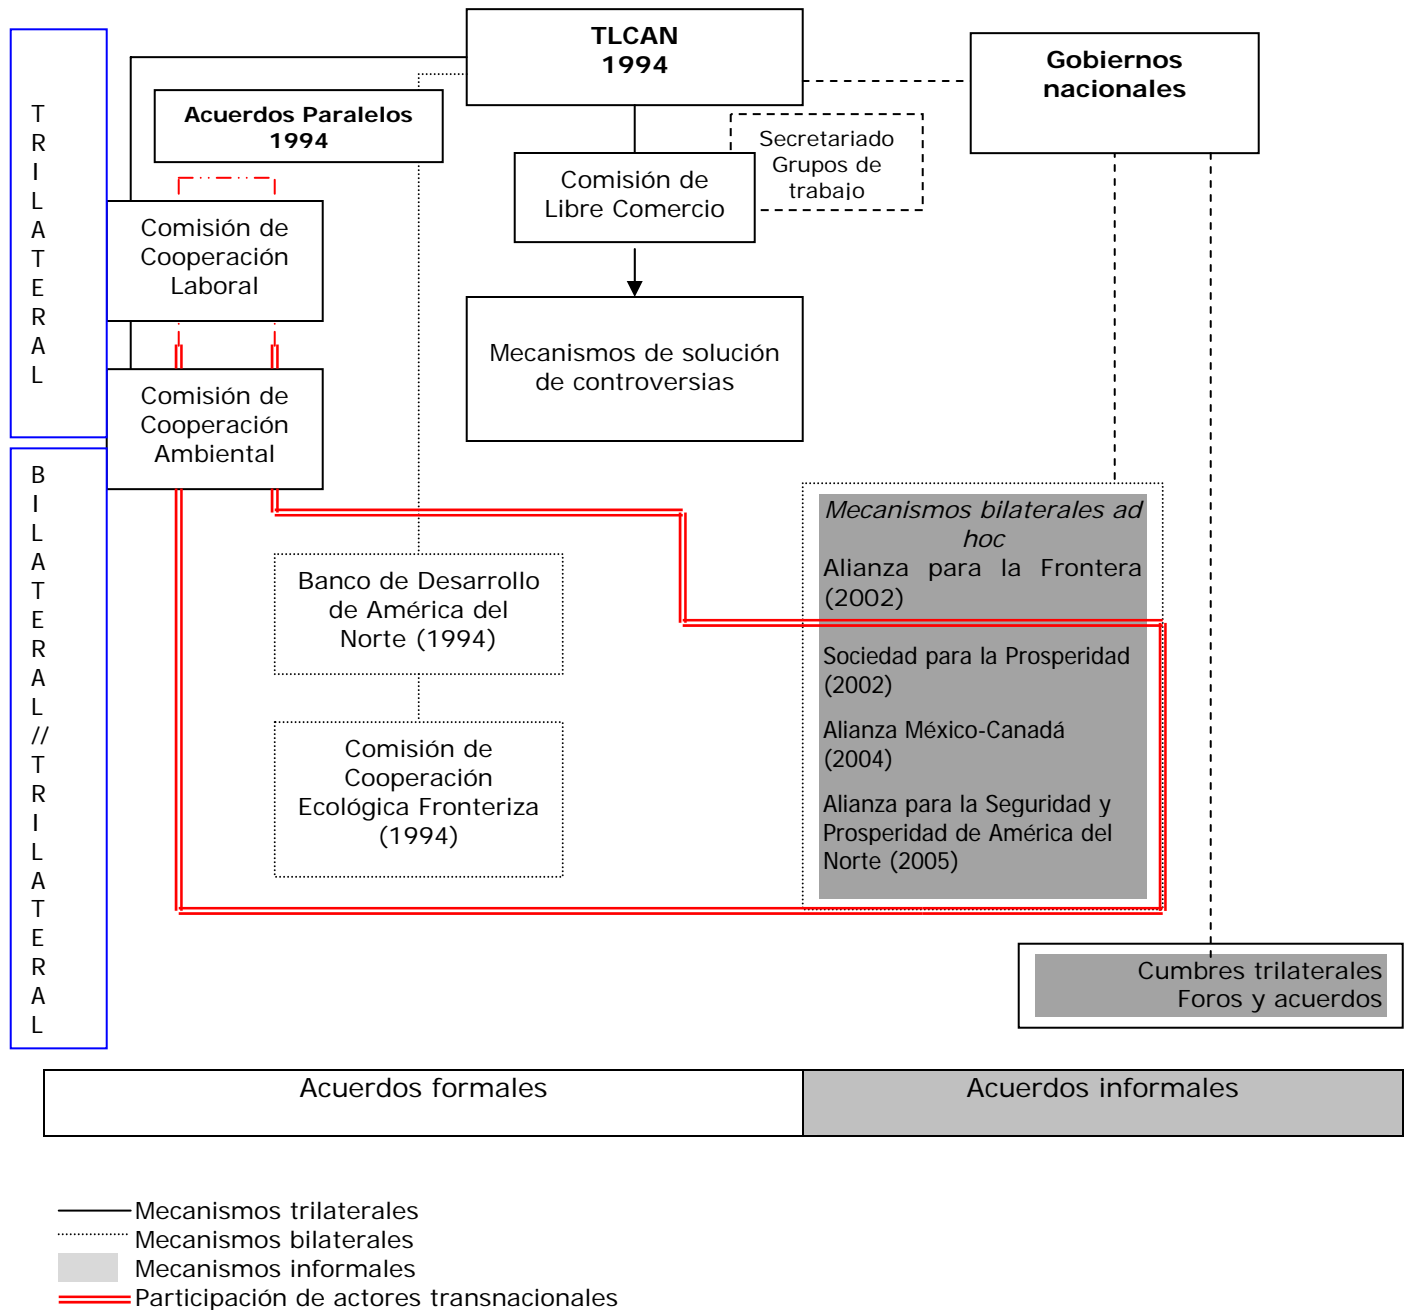 TLCAN
1994
Gobiernos
nacionales
Acuerdos Paralelos
1994
Secretariado
Grupos de
trabajo
Comisión de
Libre Comercio
Comisión de
Cooperación
Laboral
Mecanismos de solución
de controversias
Comisión de
Cooperación
Ambiental
T
R
I
L
A
T
E
R
A
L
B
I
L
A
T
E
R
A
L
//
T
R
I
L
A
T
E
R
A
L
Banco de Desarrollo
de América del
Norte (1994)
Comisión de
Cooperación
Ecológica Fronteriza
(1994)
Mecanismos bilaterales ad
hoc
Alianza para la Frontera
(2002)
Sociedad para la Prosperidad
(2002)
Alianza México-Canadá
(2004)
Alianza para la Seguridad y
Prosperidad de América del
Norte (2005)
Cumbres trilaterales
Foros y acuerdos
Acuerdos formales
Acuerdos informales
Mecanismos trilaterales
Mecanismos bilaterales
Mecanismos informales
Participación de actores transnacionales